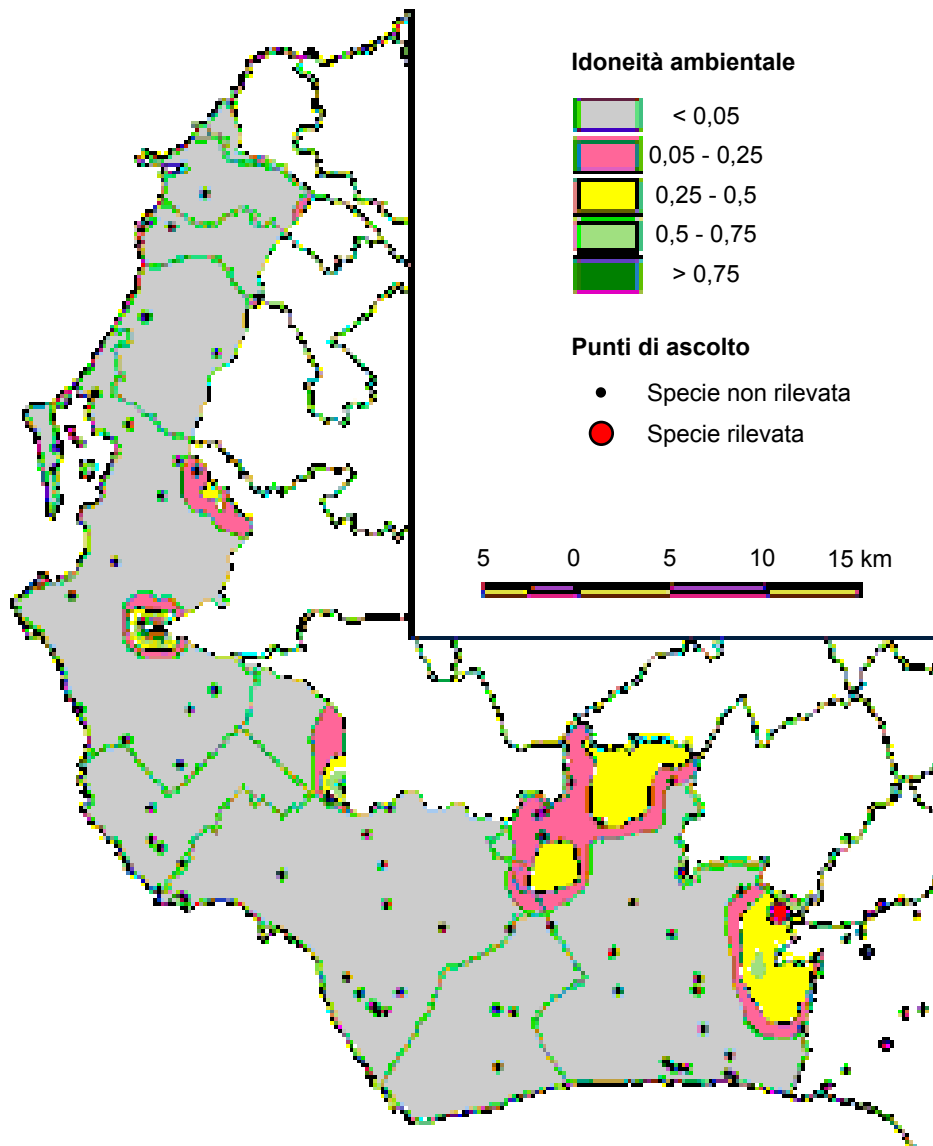 Idoneità ambientale
< 0,05
0,05 - 0,25
0,25 - 0,5
0,5 - 0,75
> 0,75
Punti di ascolto
Specie non rilevata
Specie rilevata
5 0 5 10 15 km